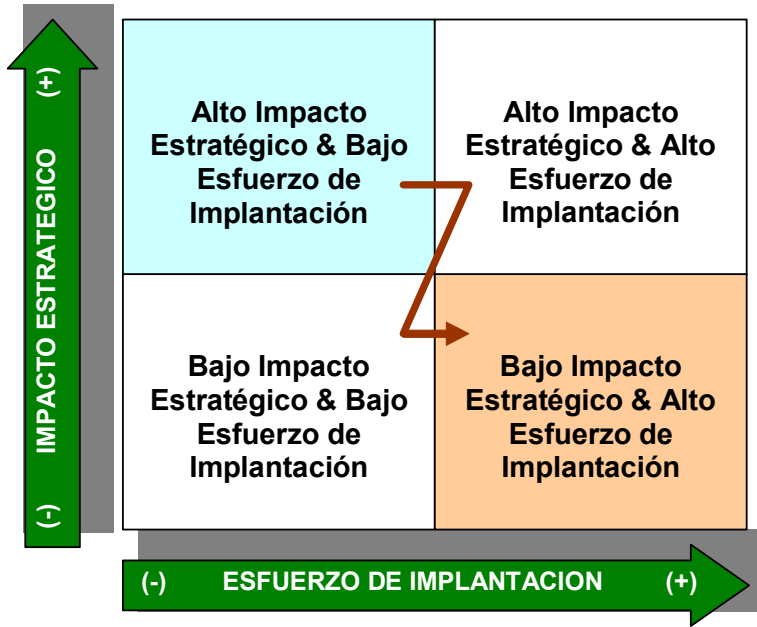 (+)
IMPACTO ESTRATEGICO
(-)
Alto Impacto
Estratégico & Bajo
Esfuerzo de
Implantación
Alto Impacto
Estratégico & Alto
Esfuerzo de
Implantación
Bajo Impacto
Estratégico & Bajo
Esfuerzo de
Implantación
Bajo Impacto
Estratégico & Alto
Esfuerzo de
Implantación
(-) ESFUERZO DE IMPLANTACION (+)